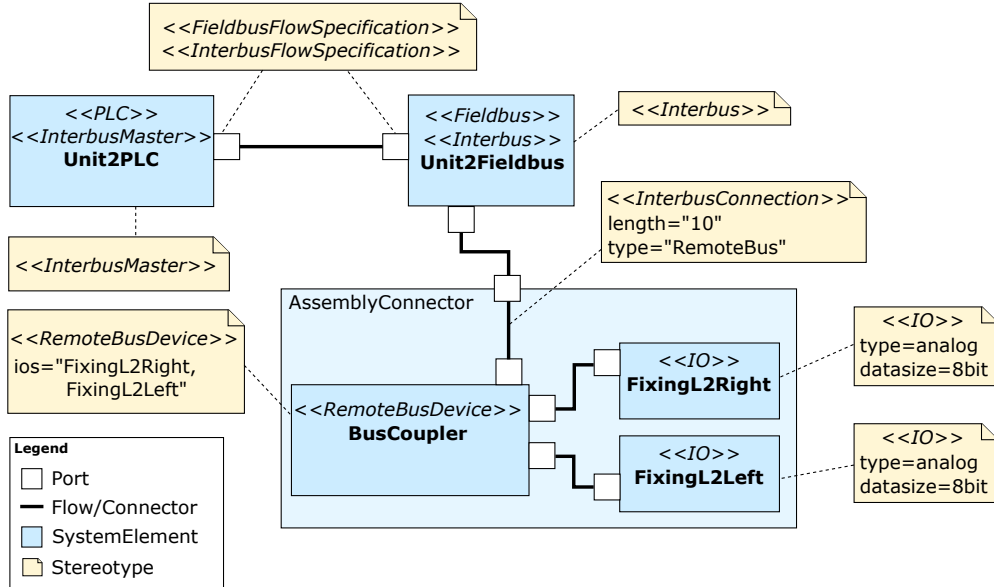 <<FieldbusFlowSpecification>>
<<InterbusFlowSpecification>>
<<PLC>>
<<InterbusMaster>>
Unit2PLC
<<Fieldbus>>
<<Interbus>>
Unit2Fieldbus
<<Interbus>>
<<InterbusMaster>>
<<InterbusConnection>>
length="10"
type="RemoteBus"
AssemblyConnector
<<RemoteBusDevice>>
ios="FixingL2Right,
FixingL2Left"
<<RemoteBusDevice>>
BusCoupler
<<IO>>
FixingL2Right
<<IO>>
type=analog
datasize=8bit
<<IO>>
FixingL2Left
<<IO>>
type=analog
datasize=8bit
Legend
Port
Flow/Connector
SystemElement
Stereotype